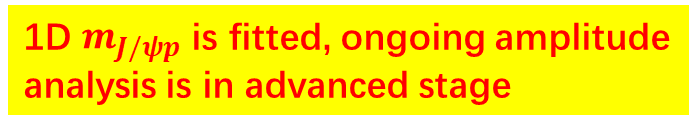 1D m_{J/ψp} is fitted, ongoing amplitude
analysis is in advanced stage